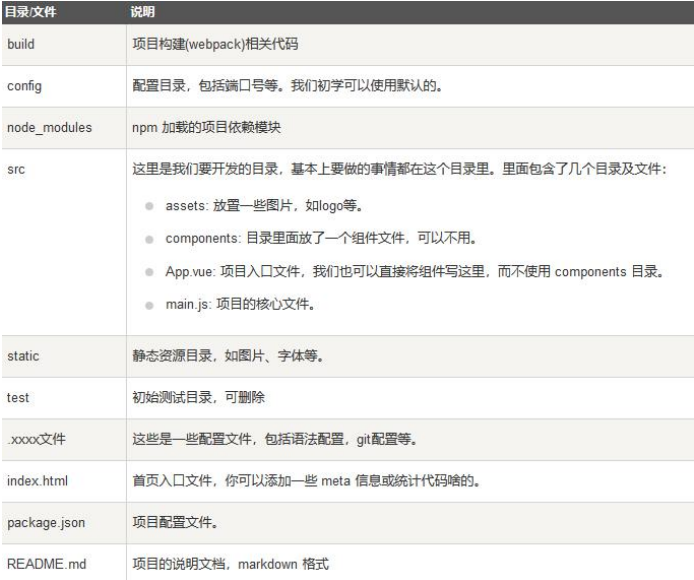 目录/文件 说明
build 项目构建(webpack)相关代码
config 配置目录，包括端口号等。我们初学可以使用默认的。
node_modules npm 加载的项目依赖模块
src 这里是我们要开发的目录，基本上要做的事情都在这个目录里。里面包含了几个目录及文件：
assets: 放置一些图片，如logo等。
components: 目录里面放了一个组件文件，可以不用。
App.vue: 项目入口文件，我们也可以直接将组件写这里，而不使用 components 目录。
main.js: 项目的核心文件。
static 静态资源目录，如图片、字体等。
test 初始测试目录，可删除
.xxxx文件 这些是一些配置文件，包括语法配置，git配置等。
index.html 首页入口文件，你可以添加一些 meta 信息或统计代码啥的。
package.json 项目配置文件。
README.md 项目的说明文档，markdown 格式